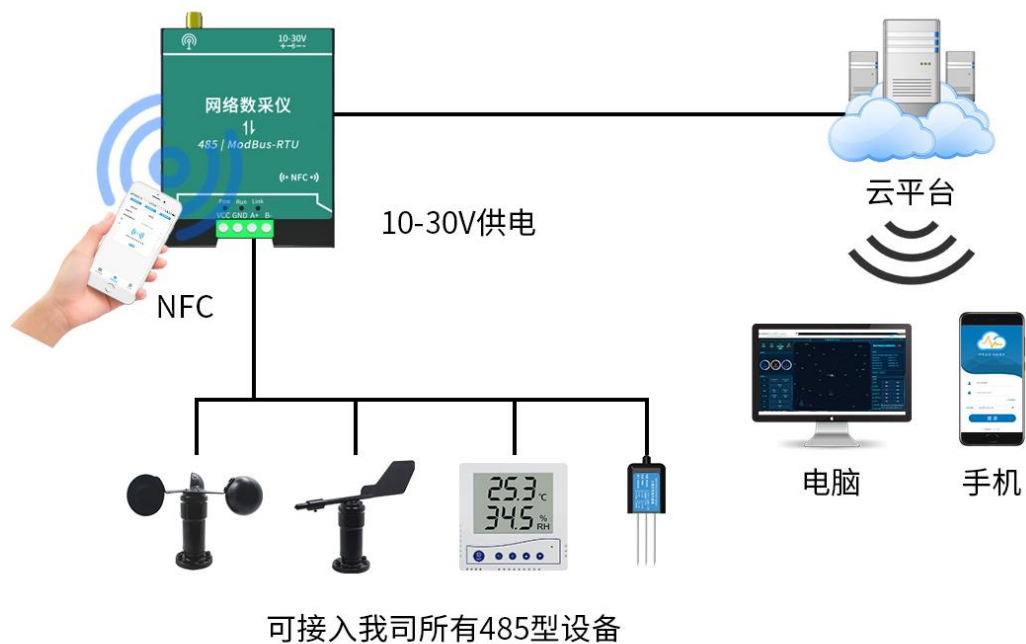 10-30V
网络数采仪
485 | ModBus-RTU
NFC
Pow Run Link
VCC GND A+ B-
云平台
10-30V供电
NFC
25.3 ℃
34.5 % RH
电脑
手机
可接入我司所有485型设备